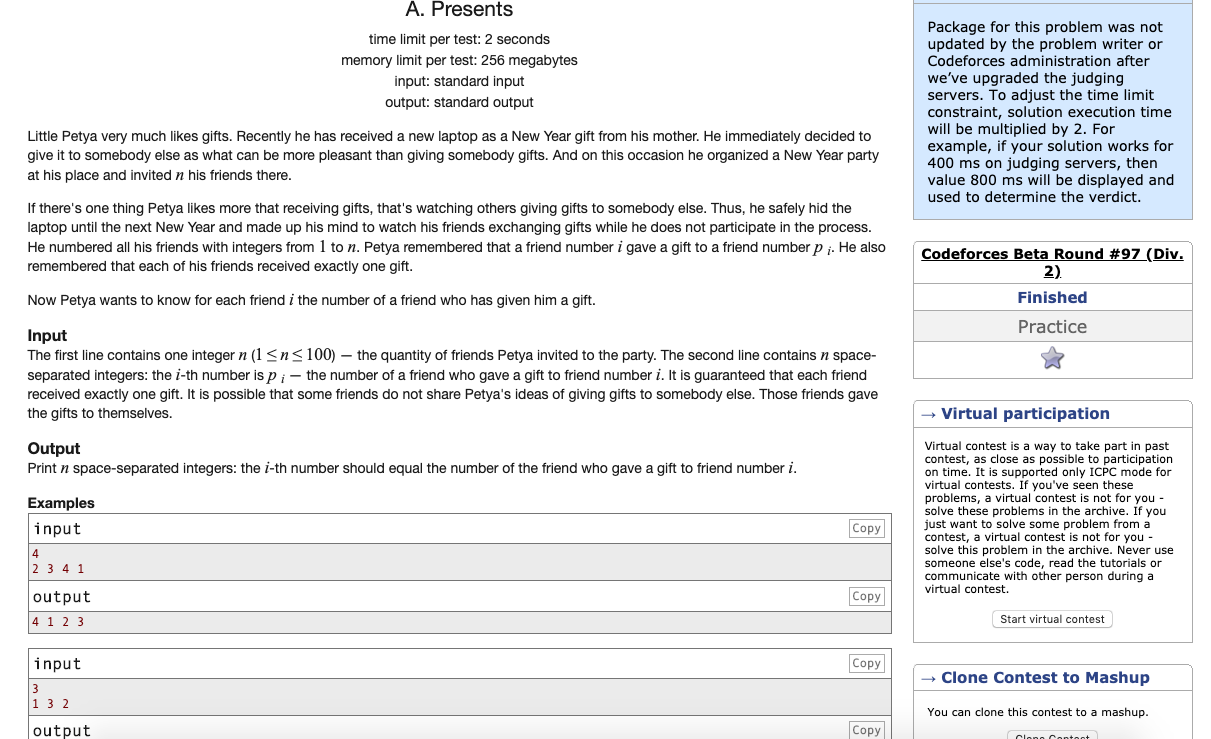 A. Presents
time limit per test: 2 seconds
memory limit per test: 256 megabytes
input: standard input
output: standard output
Little Petya very much likes gifts. Recently he has received a new laptop as a New Year gift from his mother. He immediately decided to
give it to somebody else as what can be more pleasant than giving somebody gifts. And on this occasion he organized a New Year party
at his place and invited n his friends there.
If there's one thing Petya likes more that receiving gifts, that's watching others giving gifts to somebody else. Thus, he safely hid the
laptop until the next New Year and made up his mind to watch his friends exchanging gifts while he does not participate in the process.
He numbered all his friends with integers from 1 to n. Petya remembered that a friend number i gave a gift to a friend number p i. He also
remembered that each of his friends received exactly one gift.
Now Petya wants to know for each friend i the number of a friend who has given him a gift.
Input
The first line contains one integer n (1 ≤ n ≤ 100) — the quantity of friends Petya invited to the party. The second line contains n space-
separated integers: the i-th number is p i — the number of a friend who gave a gift to friend number i. It is guaranteed that each friend
received exactly one gift. It is possible that some friends do not share Petya's ideas of giving gifts to somebody else. Those friends gave
the gifts to themselves.
Output
Print n space-separated integers: the i-th number should equal the number of the friend who gave a gift to friend number i.
Examples
input
Copy
4
2 3 4 1
output
Copy
4 1 2 3
input
Copy
3
1 3 2
output
Copy
Package for this problem was not
updated by the problem writer or
Codeforces administration after
we've upgraded the judging
servers. To adjust the time limit
constraint, solution execution time
will be multiplied by 2. For
example, if your solution works for
400 ms on judging servers, then
value 800 ms will be displayed and
used to determine the verdict.
Codeforces Beta Round #97 (Div.
2)
Finished
Practice
→ Virtual participation
Virtual contest is a way to take part in past
contest, as close as possible to participation
on time. It is supported only ICPC mode for
virtual contests. If you've seen these
problems, a virtual contest is not for you -
solve these problems in the archive. If you
just want to solve some problem from a
contest, a virtual contest is not for you -
solve this problem in the archive. Never use
someone else's code, read the tutorials or
communicate with other person during a
virtual contest.
Start virtual contest
→ Clone Contest to Mashup
You can clone this contest to a mashup.
Clone Contest